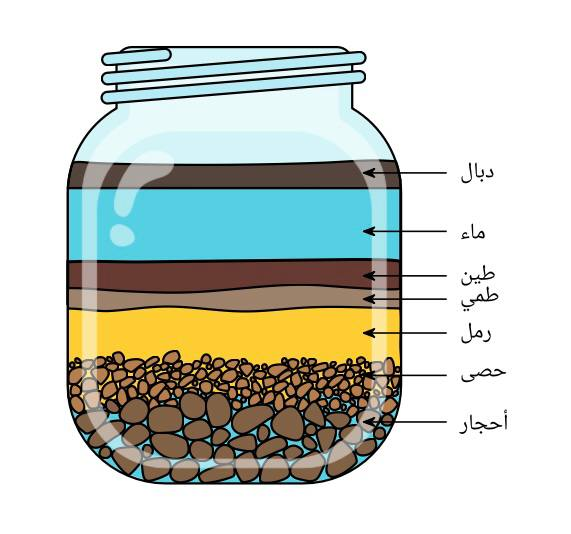 دبال
ماء
طين
طمي
رمل
حصى
أحجار